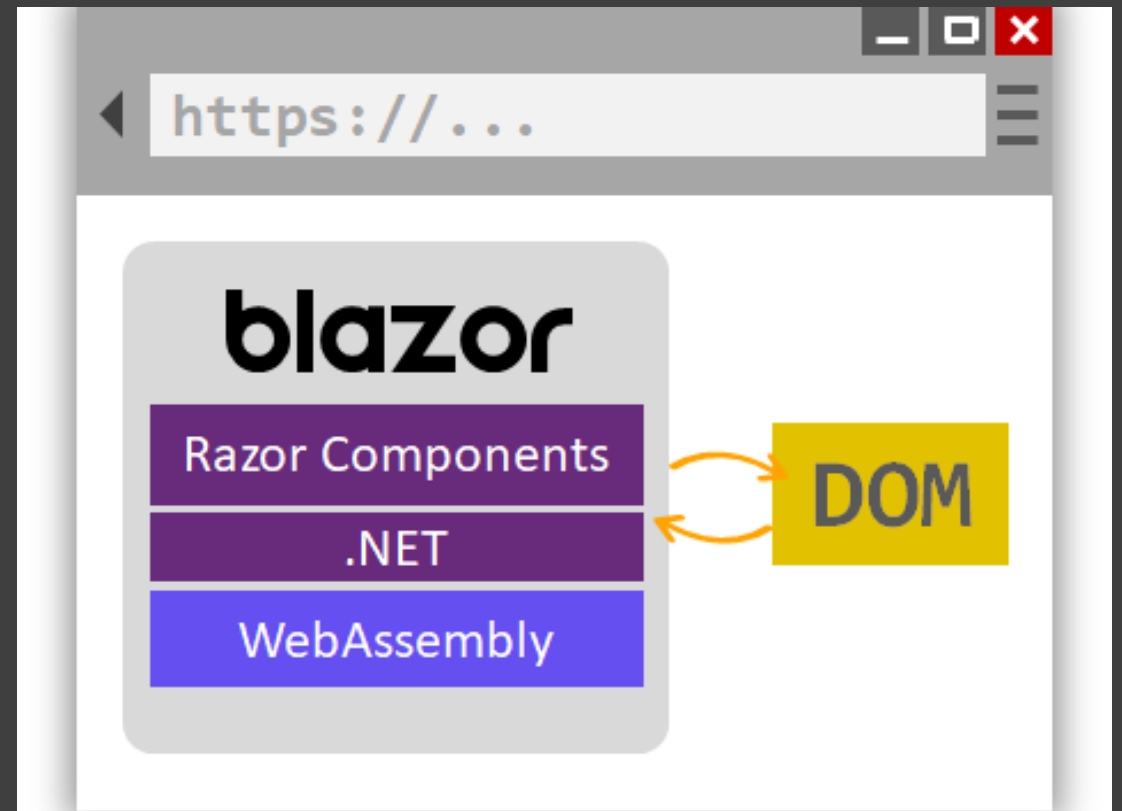 https://...
blazor
Razor Components
.NET
WebAssembly
DOM